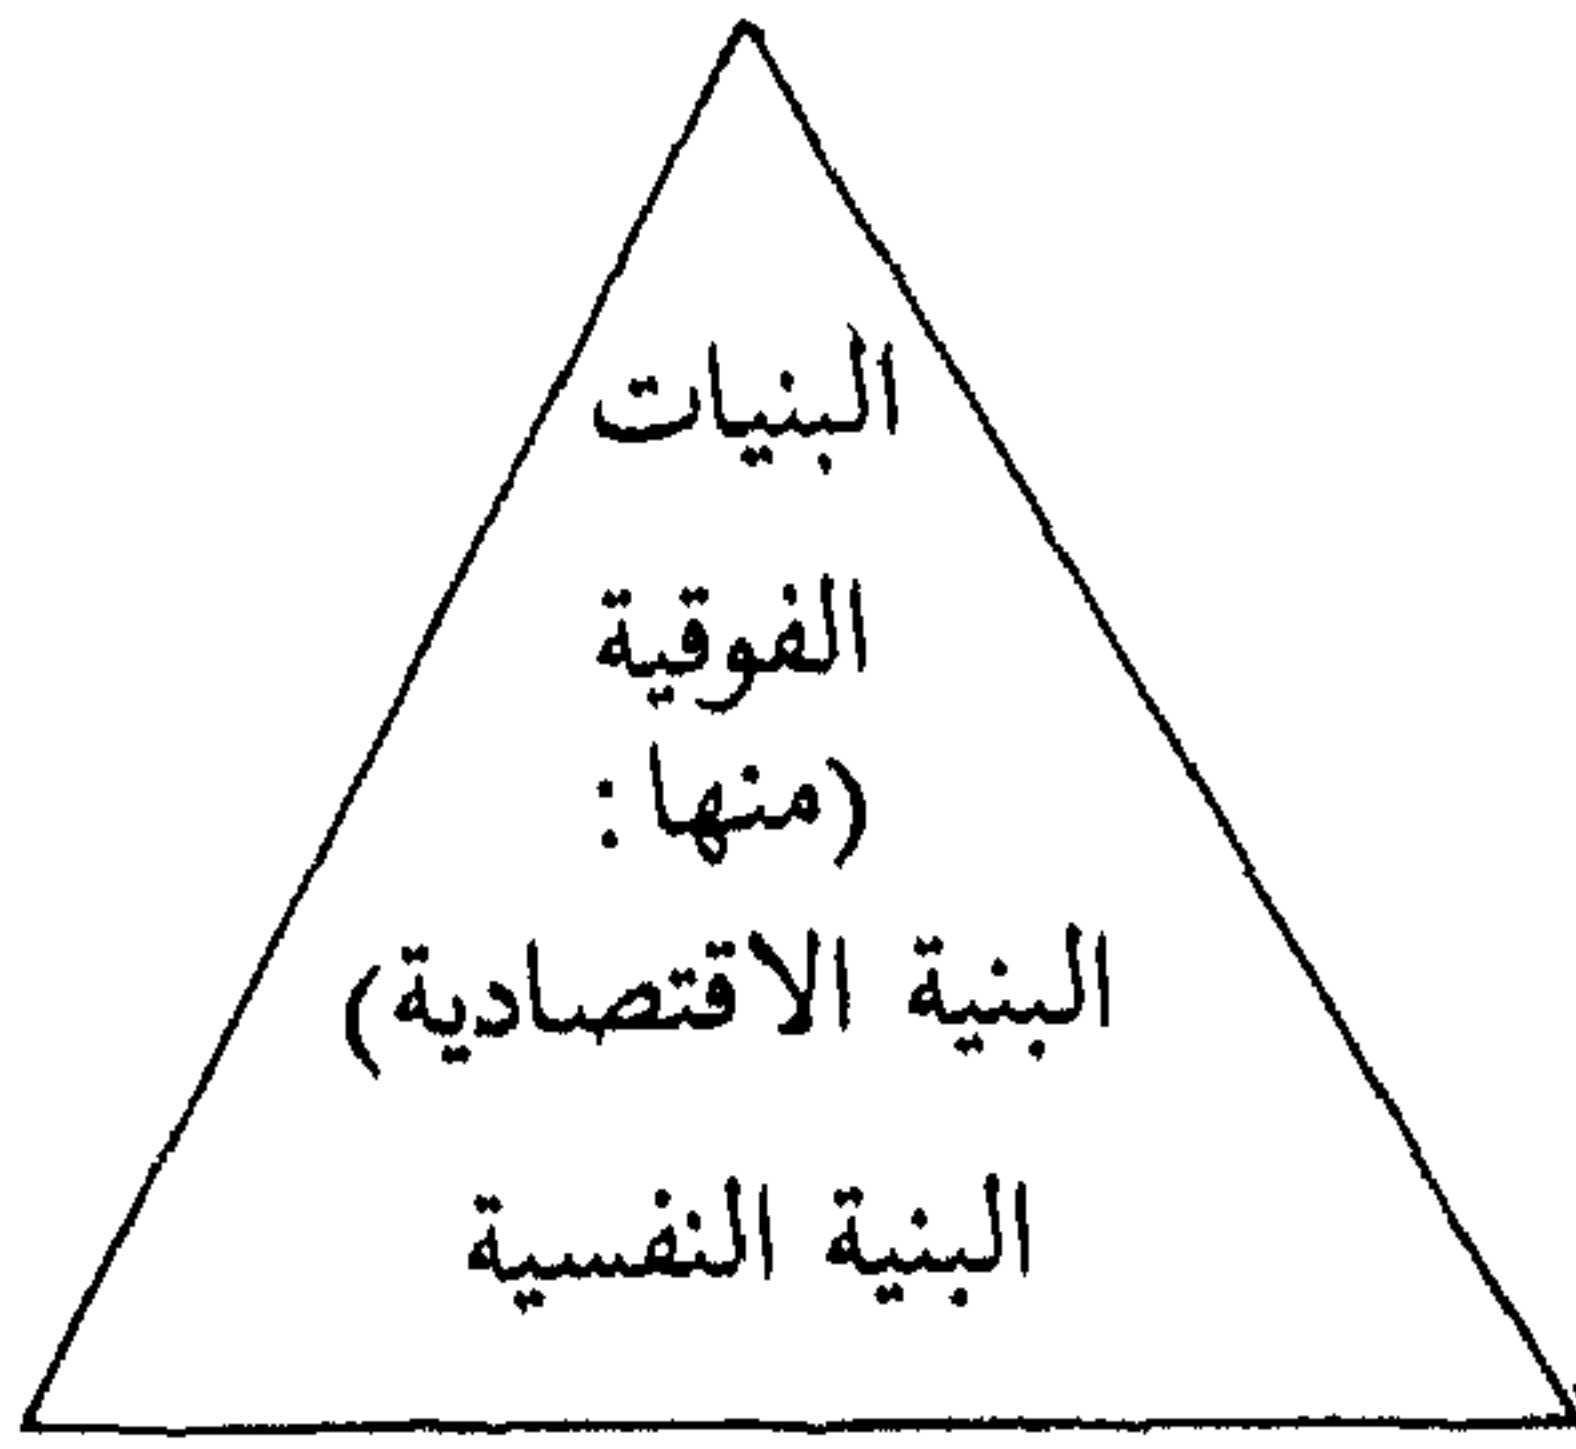 البنيات
الفوقية
(منها :
البنية الاقتصادية)
البنية النفسية